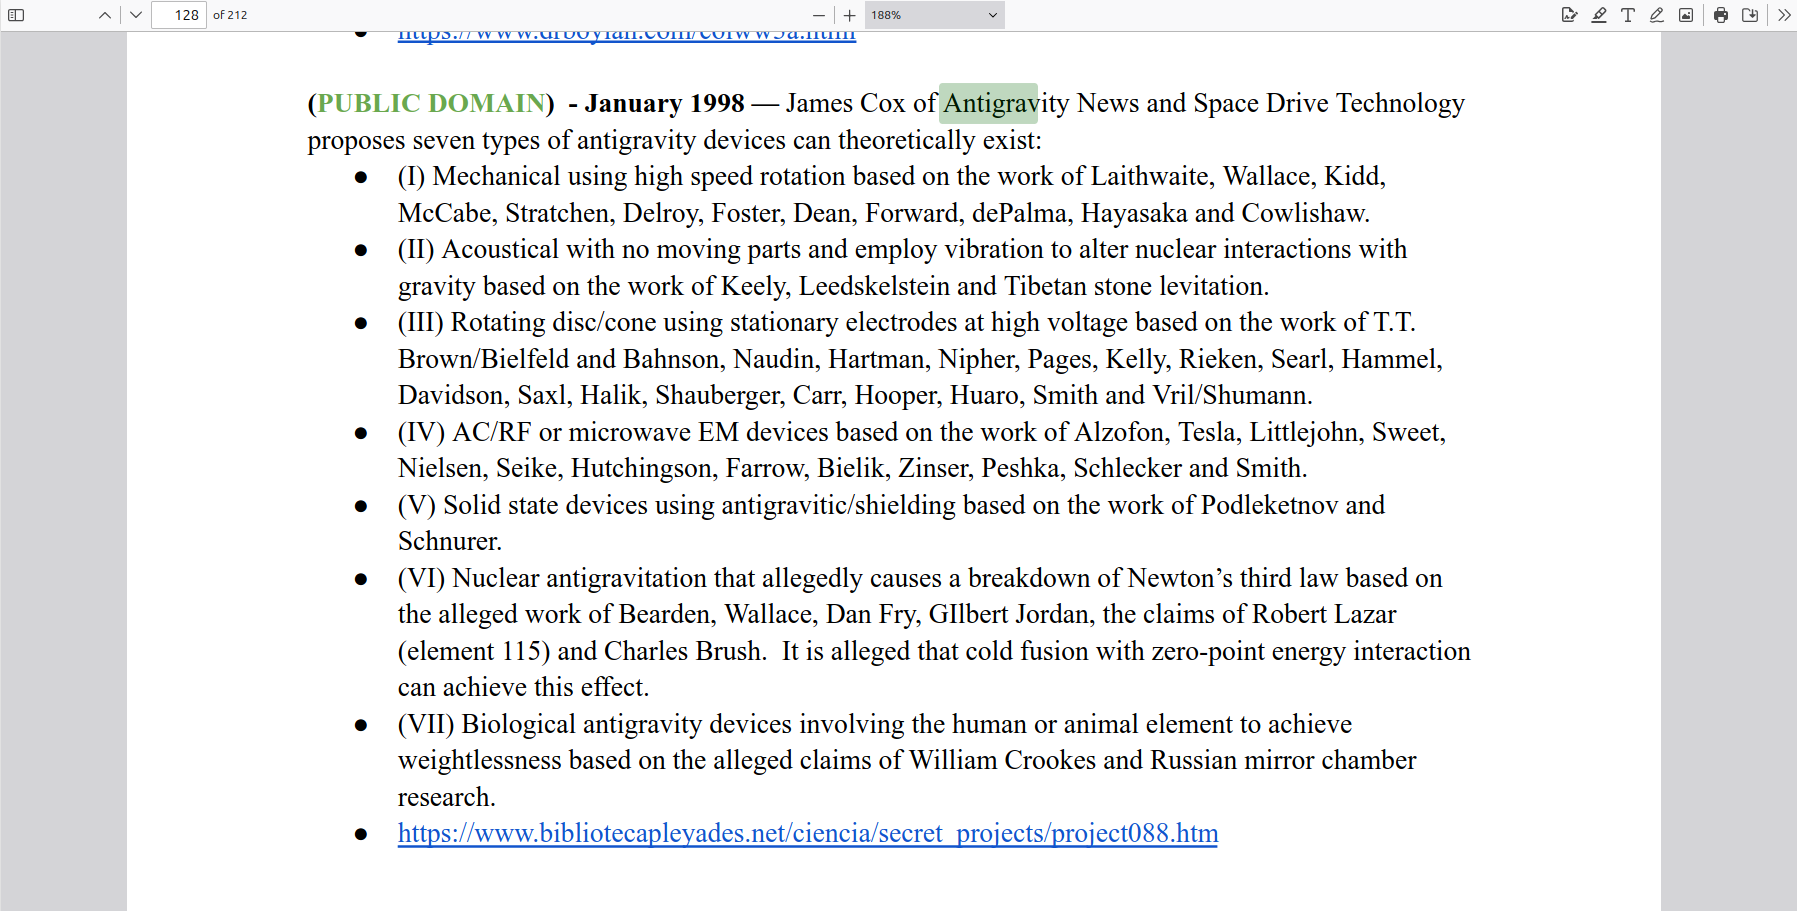 128 of 212
188%
https://www.drboylan.com/colww3a.html
(PUBLIC DOMAIN)  - January 1998 — James Cox of Antigravity News and Space Drive Technology
proposes seven types of antigravity devices can theoretically exist:
● (I) Mechanical using high speed rotation based on the work of Laithwaite, Wallace, Kidd,
McCabe, Stratchen, Delroy, Foster, Dean, Forward, dePalma, Hayasaka and Cowlishaw.
● (II) Acoustical with no moving parts and employ vibration to alter nuclear interactions with
gravity based on the work of Keely, Leedskelstein and Tibetan stone levitation.
● (III) Rotating disc/cone using stationary electrodes at high voltage based on the work of T.T.
Brown/Bielfeld and Bahnson, Naudin, Hartman, Nipher, Pages, Kelly, Rieken, Searl, Hammel,
Davidson, Saxl, Halik, Shauberger, Carr, Hooper, Huaro, Smith and Vril/Shumann.
● (IV) AC/RF or microwave EM devices based on the work of Alzofon, Tesla, Littlejohn, Sweet,
Nielsen, Seike, Hutchingson, Farrow, Bielik, Zinser, Peshka, Schlecker and Smith.
● (V) Solid state devices using antigravitic/shielding based on the work of Podleketnov and
Schnurer.
● (VI) Nuclear antigravitation that allegedly causes a breakdown of Newton’s third law based on
the alleged work of Bearden, Wallace, Dan Fry, GIlbert Jordan, the claims of Robert Lazar
(element 115) and Charles Brush.  It is alleged that cold fusion with zero-point energy interaction
can achieve this effect.
● (VII) Biological antigravity devices involving the human or animal element to achieve
weightlessness based on the alleged claims of William Crookes and Russian mirror chamber
research.
● https://www.bibliotecapleyades.net/ciencia/secret_projects/project088.htm